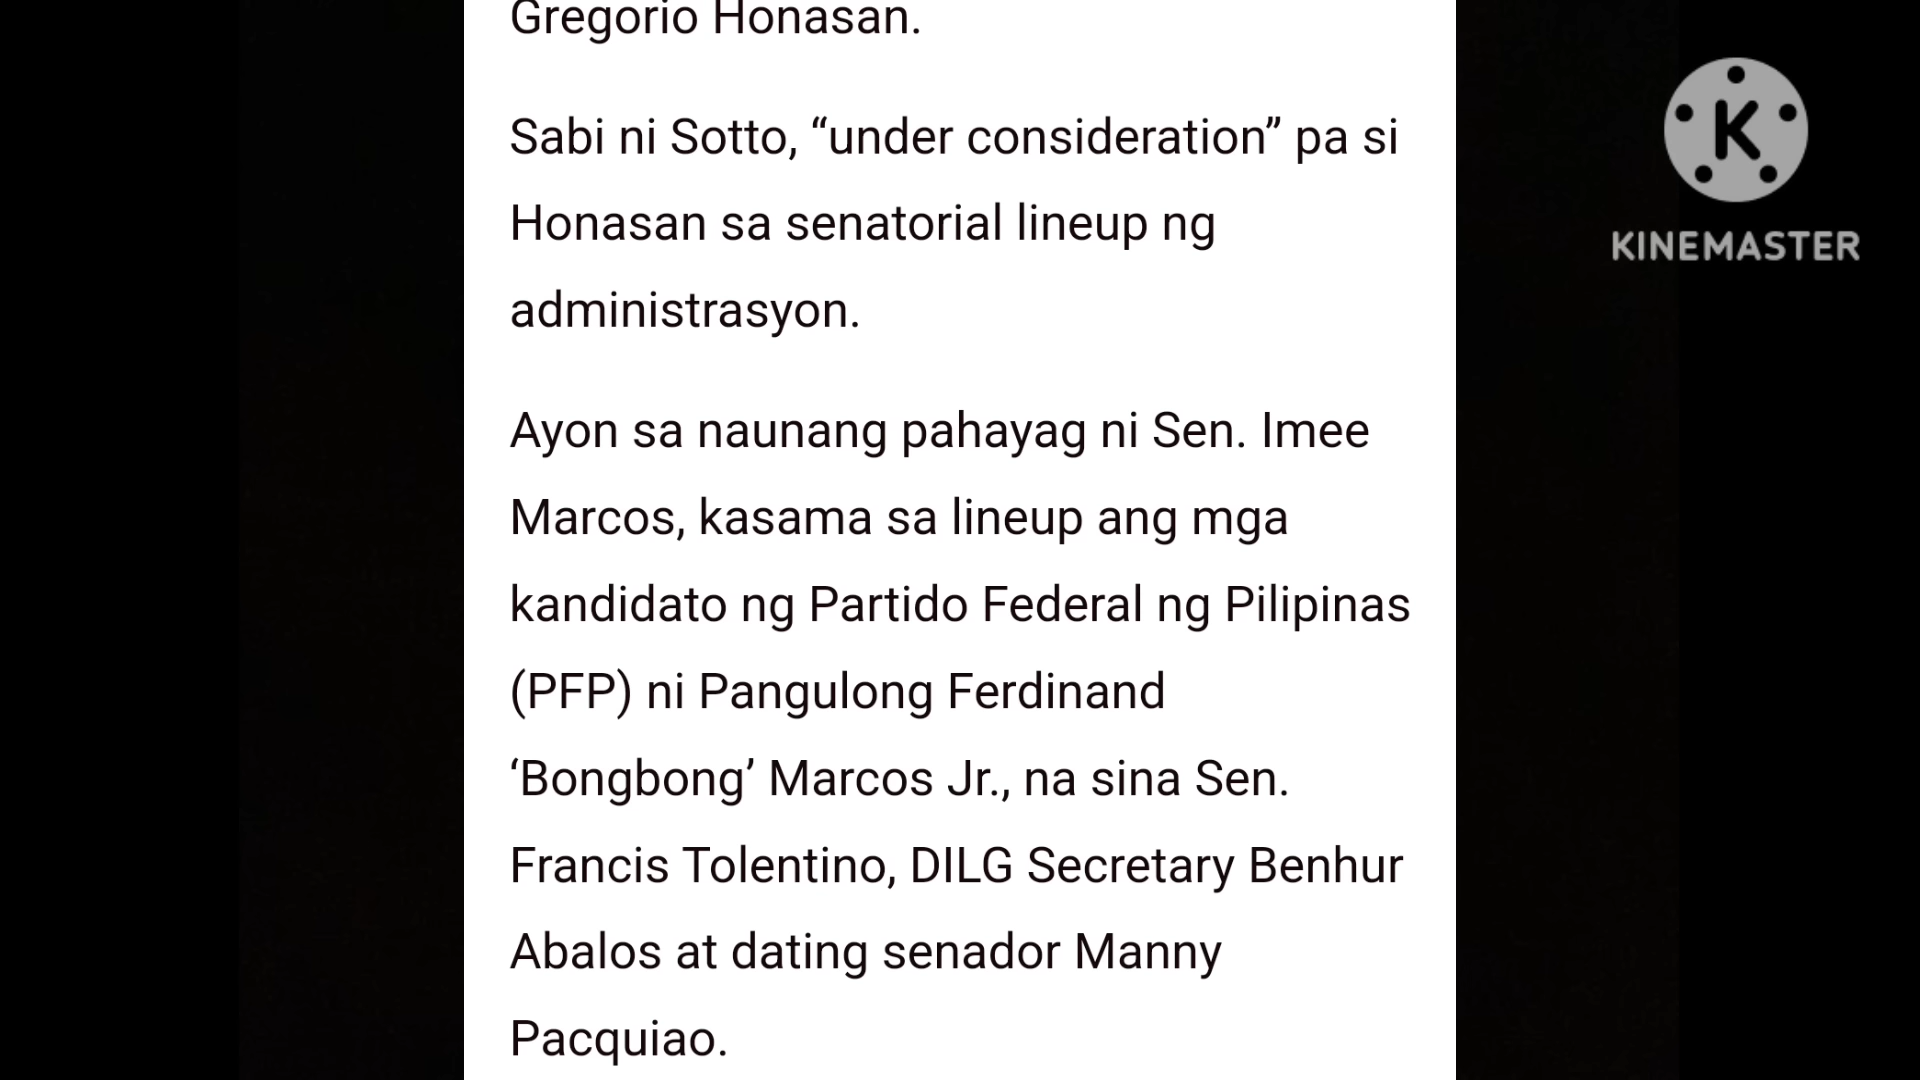 Gregorio Honasan.
Sabi ni Sotto, “under consideration” pa si
Honasan sa senatorial lineup ng
administrasyon.
Ayon sa naunang pahayag ni Sen. Imee
Marcos, kasama sa lineup ang mga
kandidato ng Partido Federal ng Pilipinas
(PFP) ni Pangulong Ferdinand
‘Bongbong’ Marcos Jr., na sina Sen.
Francis Tolentino, DILG Secretary Benhur
Abalos at dating senador Manny
Pacquiao.
K
KINEMASTER